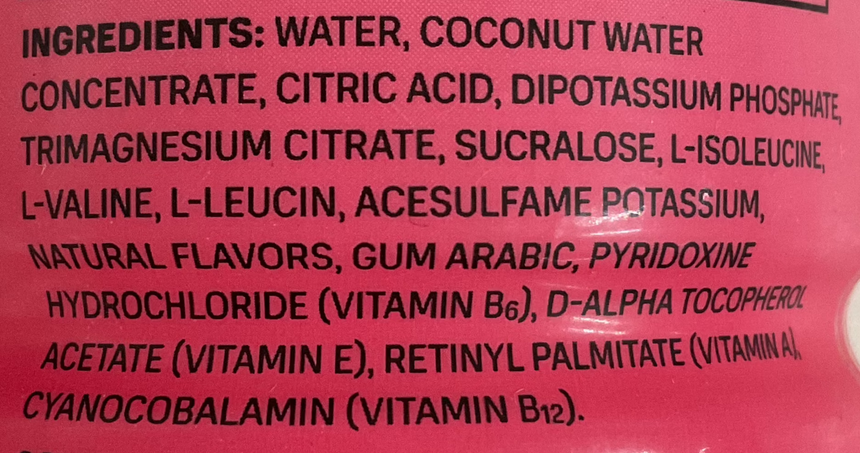 INGREDIENTS: WATER, COCONUT WATER
CONCENTRATE, CITRIC ACID, DIPOTASSIUM PHOSPHATE,
TRIMAGNESIUM CITRATE, SUCRALOSE, L-ISOLEUCINE,
L-VALINE, L-LEUCIN, ACESULFAME POTASSIUM,
NATURAL FLAVORS, GUM ARABIC, PYRIDOXINE
HYDROCHLORIDE (VITAMIN B6), D-ALPHA TOCOPHEROL
ACETATE (VITAMIN E), RETINYL PALMITATE (VITAMIN A),
CYANOCOBALAMIN (VITAMIN B12).